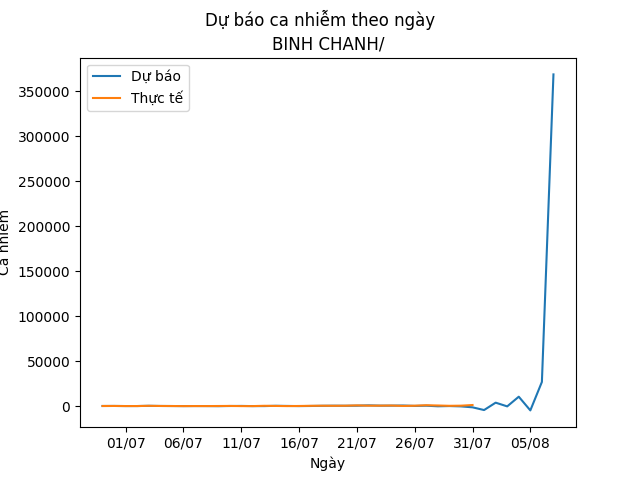 Dự báo ca nhiễm theo ngày
BINH CHANH/
Dự báo
Thực tế
Ca nhiễm
350000
300000
250000
200000
150000
100000
50000
0
01/07 06/07 11/07 16/07 21/07 26/07 31/07 05/08
Ngày